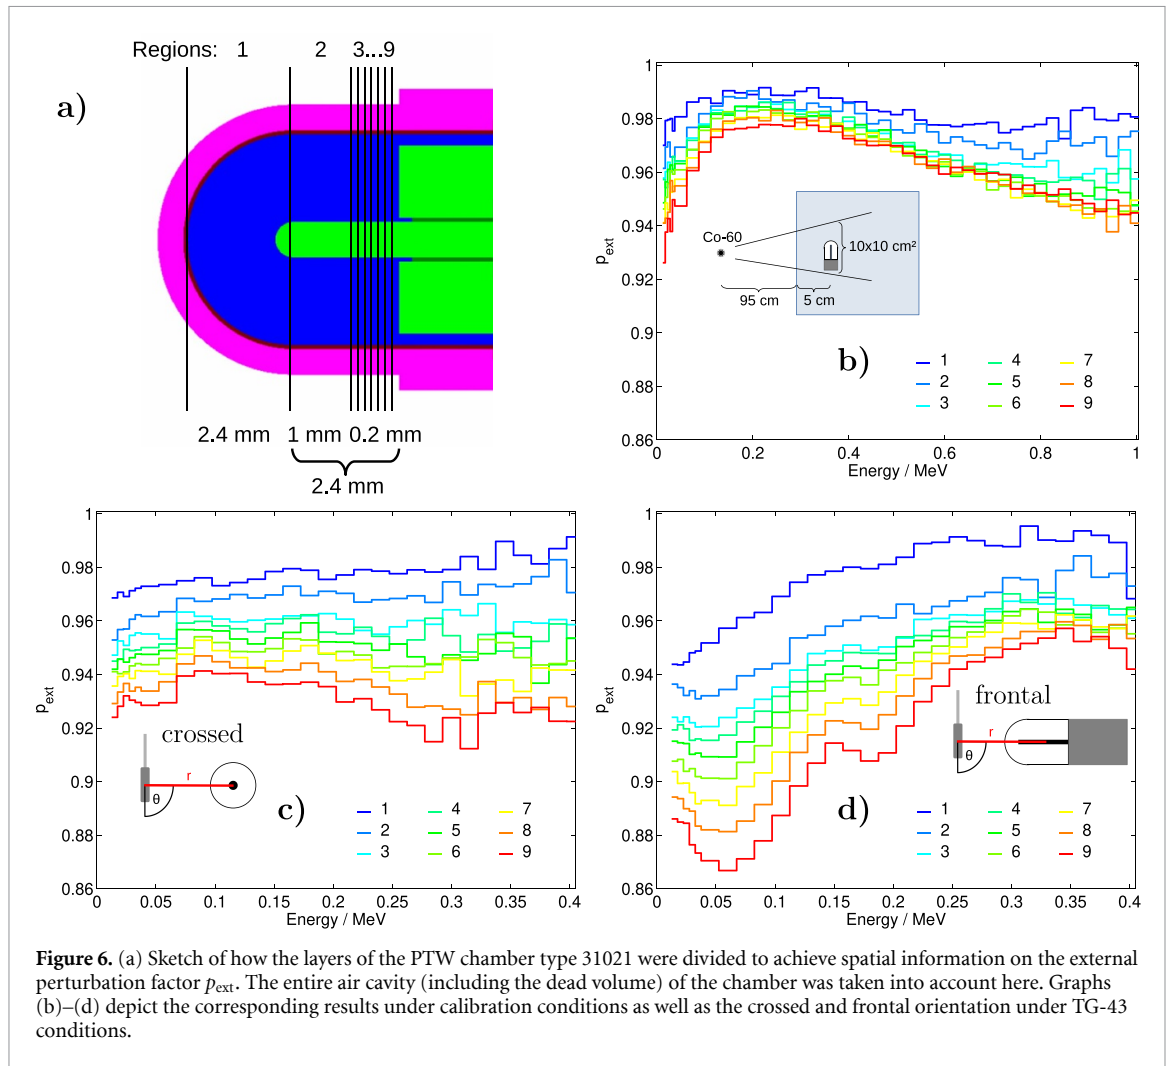 Regions: 1 2 3...9
a)
2.4 mm 1 mm 0.2 mm
2.4 mm
1
0.98
0.96
0.94
0.92
0.9
0.88
0.86
p_ext
0 0.2 0.4 0.6 0.8 1
Energy / MeV
Co-60
10x10 cm²
95 cm 5 cm
b)
1 4 7
2 5 8
3 6 9
1
0.98
0.96
0.94
0.92
0.9
0.88
0.86
p_ext
0 0.05 0.1 0.15 0.2 0.25 0.3 0.35 0.4
Energy / MeV
crossed
r
θ
c)
1 4 7
2 5 8
3 6 9
1
0.98
0.96
0.94
0.92
0.9
0.88
0.86
p_ext
0 0.05 0.1 0.15 0.2 0.25 0.3 0.35 0.4
Energy / MeV
frontal
r
θ
d)
1 4 7
2 5 8
3 6 9
Figure 6. (a) Sketch of how the layers of the PTW chamber type 31021 were divided to achieve spatial information on the external
perturbation factor p_ext. The entire air cavity (including the dead volume) of the chamber was taken into account here. Graphs
(b)–(d) depict the corresponding results under calibration conditions as well as the crossed and frontal orientation under TG-43
conditions.